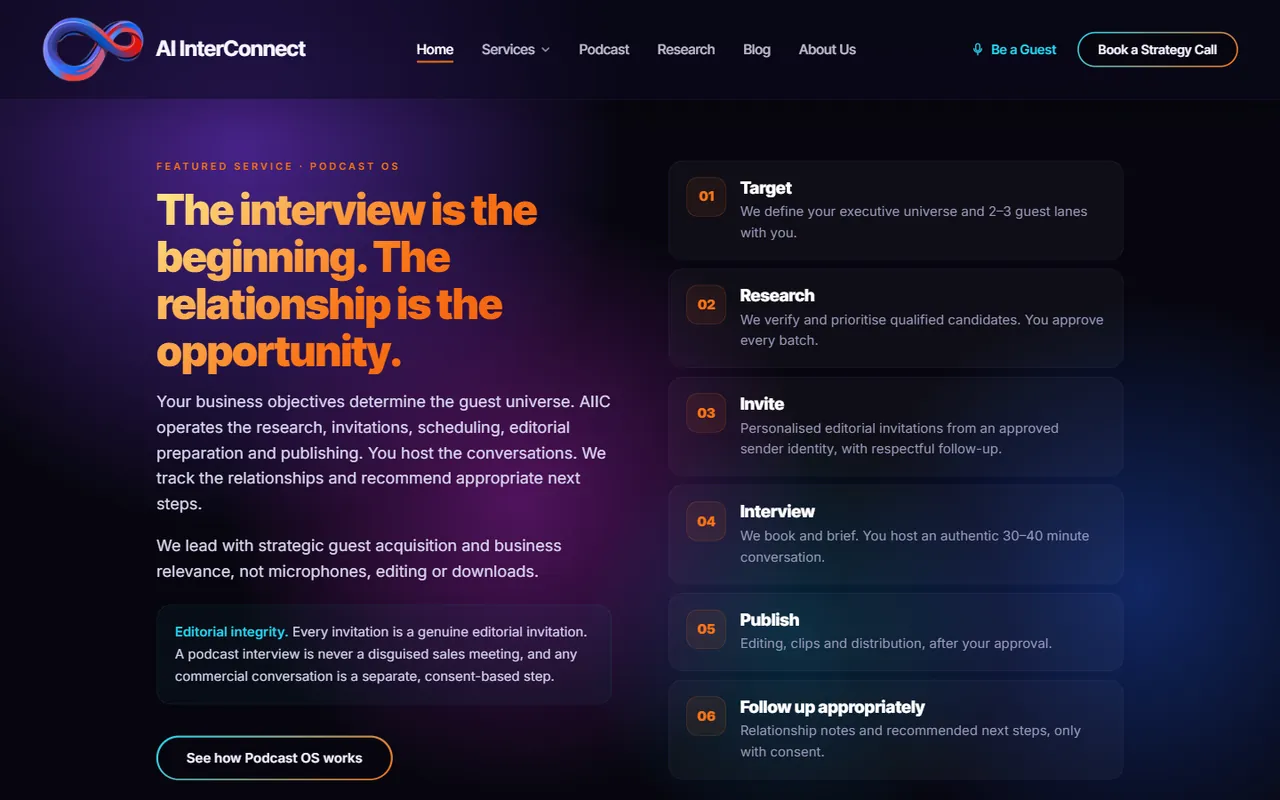 AI InterConnect
Home
Services
Podcast
Research
Blog
About Us
Be a Guest
Book a Strategy Call
FEATURED SERVICE · PODCAST OS
The interview is the
beginning. The
relationship is the
opportunity.
Your business objectives determine the guest universe. AIIC
operates the research, invitations, scheduling, editorial
preparation and publishing. You host the conversations. We
track the relationships and recommend appropriate next
steps.
We lead with strategic guest acquisition and business
relevance, not microphones, editing or downloads.
Editorial integrity. Every invitation is a genuine editorial invitation.
A podcast interview is never a disguised sales meeting, and any
commercial conversation is a separate, consent-based step.
See how Podcast OS works
01
Target
We define your executive universe and 2–3 guest lanes
with you.
02
Research
We verify and prioritise qualified candidates. You approve
every batch.
03
Invite
Personalised editorial invitations from an approved
sender identity, with respectful follow-up.
04
Interview
We book and brief. You host an authentic 30–40 minute
conversation.
05
Publish
Editing, clips and distribution, after your approval.
06
Follow up appropriately
Relationship notes and recommended next steps, only
with consent.